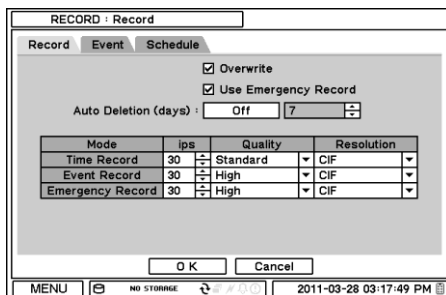 RECORD : Record
Record Event Schedule
Overwrite
Use Emergency Record
Auto Deletion (days) : Off 7
Mode ips Quality Resolution
Time Record 30 Standard CIF
Event Record 30 High CIF
Emergency Record 30 High CIF
O K Cancel
MENU NO STORAGE 2011-03-28 03:17:49 PM